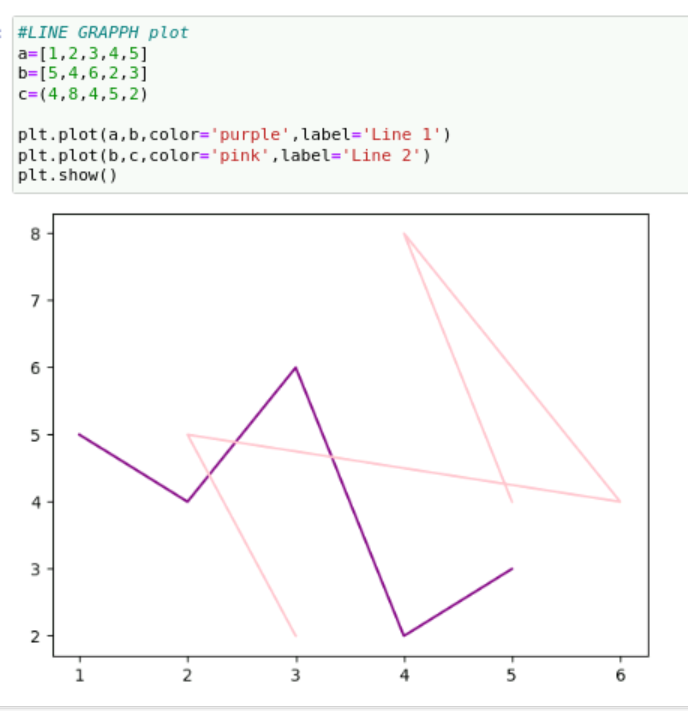 #LINE GRAPPH plot
a=[1,2,3,4,5]
b=[5,4,6,2,3]
c=(4,8,4,5,2)
plt.plot(a,b,color='purple',label='Line 1')
plt.plot(b,c,color='pink',label='Line 2')
plt.show()
8
7
6
5
4
3
2
1 2 3 4 5 6